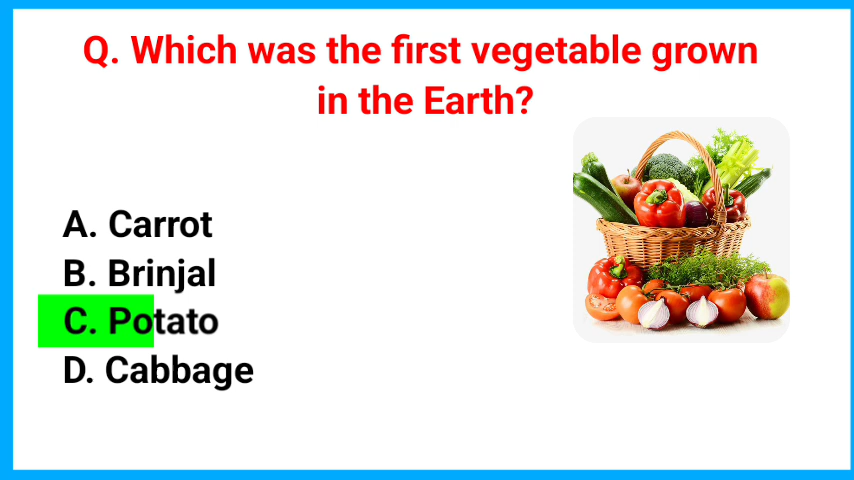 Q. Which was the first vegetable grown
in the Earth?
A. Carrot
B. Brinjal
C. Potato
D. Cabbage